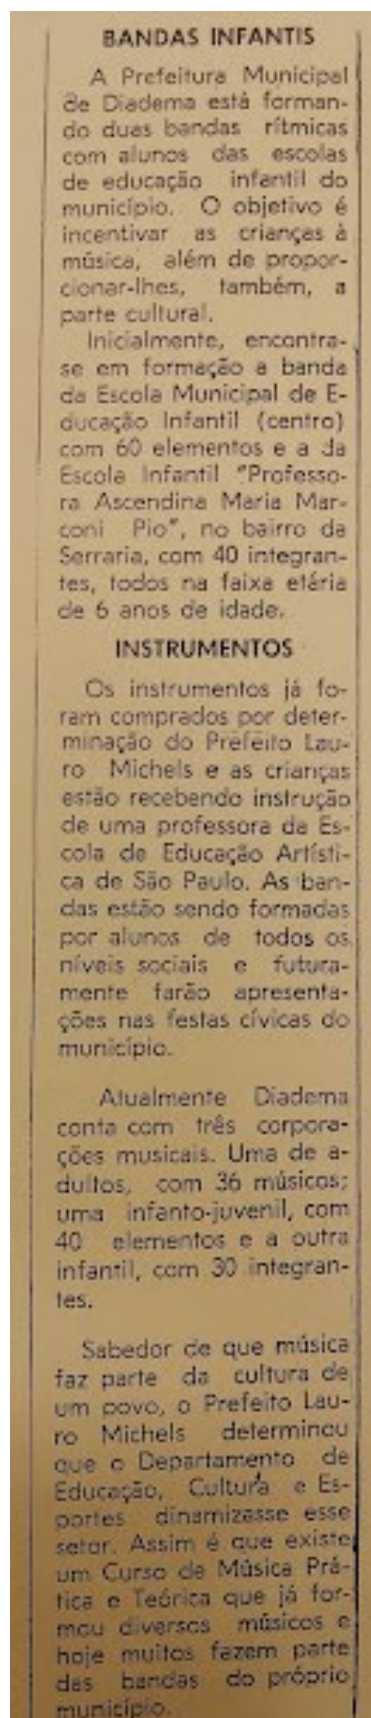 BANDAS INFANTIS
A Prefeitura Municipal
de Diadema está forman-
do duas bandas rítmicas
com alunos das escolas
de educação infantil do
município. O objetivo é
incentivar as crianças à
música, além de propor-
cionar-lhes, também, a
parte cultural.
Inicialmente, encontra-
se em formação a banda
da Escola Municipal de E-
ducação Infantil (centro)
com 60 elementos e a da
Escola Infantil "Professo-
ra Ascendina Maria Mar-
coni Pio", no bairro da
Serraria, com 40 integran-
tes, todos na faixa etária
de 6 anos de idade.
INSTRUMENTOS
Os instrumentos já fo-
ram comprados por deter-
minação do Prefeito Lau-
ro Michels e as crianças
estão recebendo instrução
de uma professora da Es-
cola de Educação Artísti-
ca de São Paulo. As ban-
das estão sendo formadas
por alunos de todos os
níveis sociais e futura-
mente farão apresenta-
ções nas festas cívicas do
município.
Atualmente Diadema
conta com três corpora-
ções musicais. Uma de a-
dultos, com 36 músicos;
uma infanto-juvenil, com
40 elementos e a outra
infantil, com 30 integran-
tes.
Sabedor de que música
faz parte da cultura de
um povo, o Prefeito Lau-
ro Michels determinou
que o Departamento de
Educação, Cultura e Es-
portes dinamizasse esse
setor. Assim é que existe
um Curso de Música Prá-
tica e Teórica que já for-
mou diversos músicos e
hoje muitos fazem parte
das bandas do próprio
município.